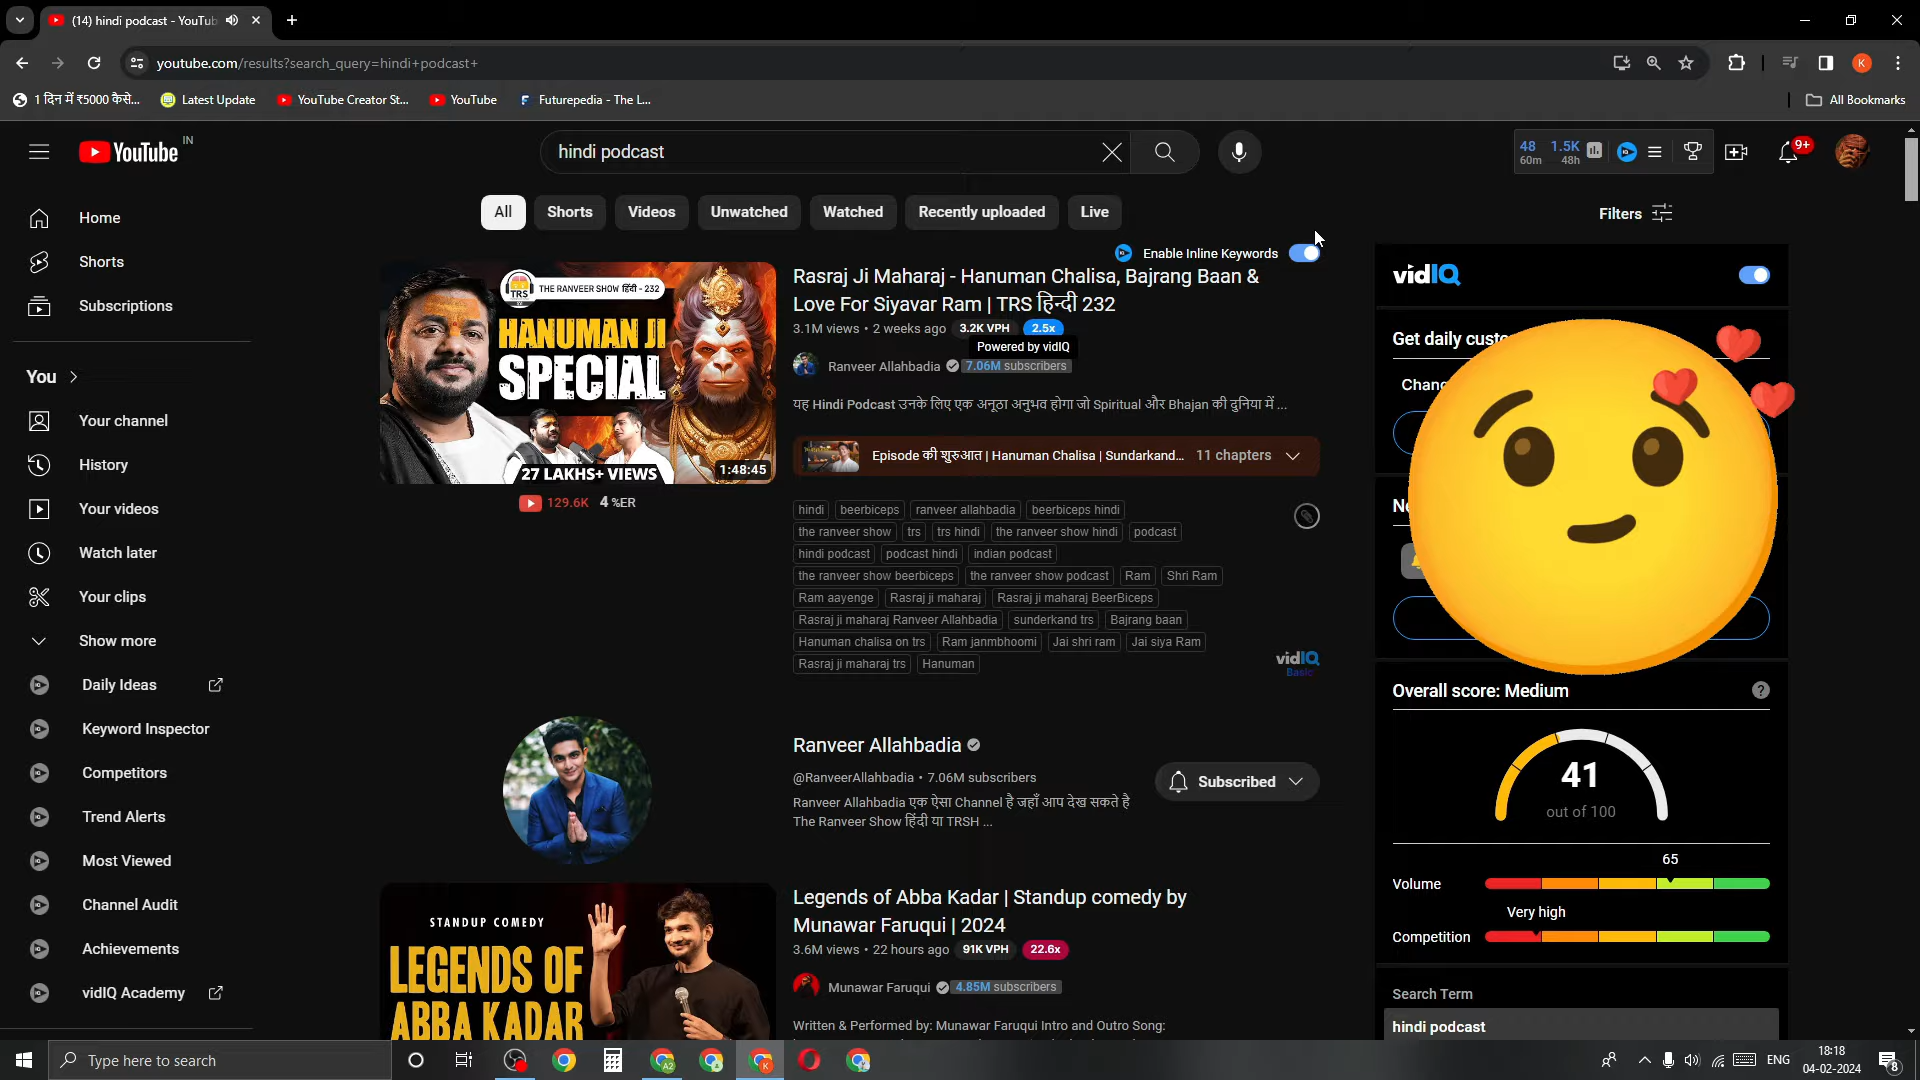 (14) hindi podcast - YouTub
youtube.com/results?search_query=hindi+podcast+
1 दिन में ₹5000 कैसे...
Latest Update
YouTube Creator St...
YouTube
Futurepedia - The L...
All Bookmarks
YouTube IN
hindi podcast
48 60m
1.5K 48h
9+
All
Shorts
Videos
Unwatched
Watched
Recently uploaded
Live
Filters
Home
Shorts
Subscriptions
You
Your channel
History
Your videos
Watch later
Your clips
Show more
Daily Ideas
Keyword Inspector
Competitors
Trend Alerts
Most Viewed
Channel Audit
Achievements
vidIQ Academy
Enable Inline Keywords
TRS THE RANVEER SHOW हिंदी - 232
HANUMAN JI
SPECIAL
27 LAKHS+ VIEWS
1:48:45
129.6K 4 %ER
Rasraj Ji Maharaj - Hanuman Chalisa, Bajrang Baan &
Love For Siyavar Ram | TRS हिन्दी 232
3.1M views • 2 weeks ago 3.2K VPH 2.5x
Powered by vidIQ
Ranveer Allahbadia 7.06M subscribers
यह Hindi Podcast उनके लिए एक अनूठा अनुभव होगा जो Spiritual और Bhajan की दुनिया में ...
Episode की शुरुआत | Hanuman Chalisa | Sundarkand... 11 chapters
hindi beerbiceps ranveer allahbadia beerbiceps hindi
the ranveer show trs trs hindi the ranveer show hindi podcast
hindi podcast podcast hindi indian podcast
the ranveer show beerbiceps the ranveer show podcast Ram Shri Ram
Ram aayenge Rasraj ji maharaj Rasraj ji maharaj BeerBiceps
Rasraj ji maharaj Ranveer Allahbadia sunderkand trs Bajrang baan
Hanuman chalisa on trs Ram janmbhoomi Jai shri ram Jai siya Ram
Rasraj ji maharaj trs Hanuman
vidIQ
Basic
Ranveer Allahbadia
@RanveerAllahbadia • 7.06M subscribers
Ranveer Allahbadia एक ऐसा Channel है जहाँ आप देख सकते है
The Ranveer Show हिंदी या TRSH ...
Subscribed
STANDUP COMEDY
LEGENDS OF
ABBA KADAR
Legends of Abba Kadar | Standup comedy by
Munawar Faruqui | 2024
3.6M views • 22 hours ago 91K VPH 22.6x
Munawar Faruqui 4.85M subscribers
Written & Performed by: Munawar Faruqui Intro and Outro Song:
vidIQ
Get daily custo
Chan
Ne
Overall score: Medium
?
41
out of 100
65
Volume
Very high
Competition
Search Term
hindi podcast
Type here to search
ENG
18:18
04-02-2024
8